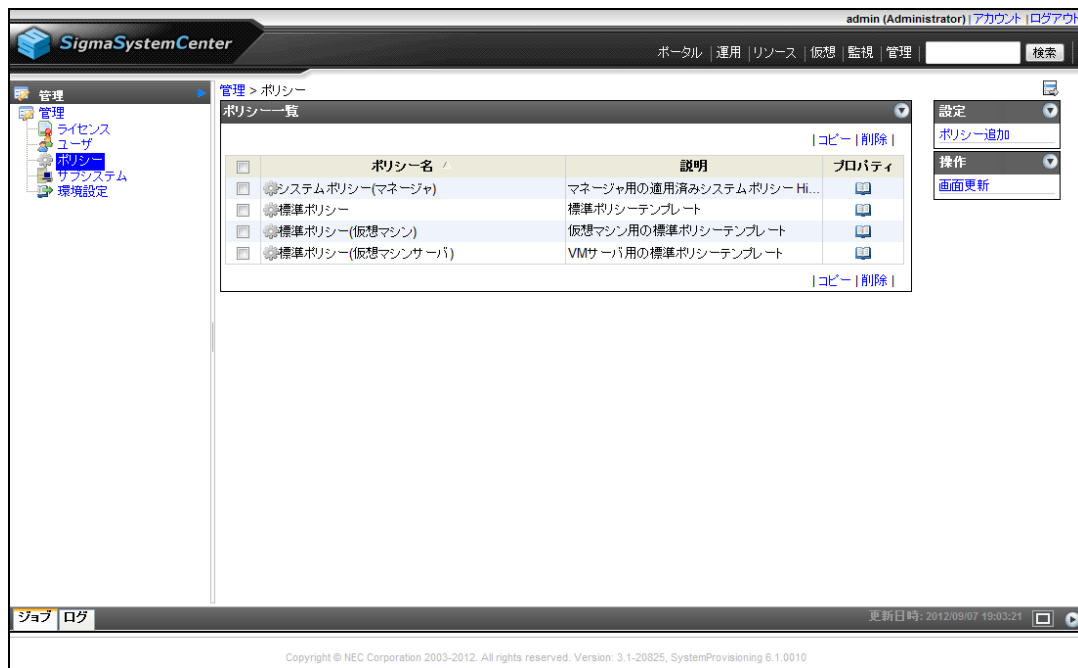 admin (Administrator) | アカウント | ログアウト
SigmaSystemCenter
ポータル | 運用 | リソース | 仮想 | 監視 | 管理 | 検索
管理
管理
ライセンス
ユーザ
ポリシー
サブシステム
環境設定
管理 > ポリシー
ポリシー一覧
| コピー | 削除 |
ポリシー名 説明 プロパティ
システムポリシー(マネージャ) マネージャ用の適用済みシステムポリシー Hi...
標準ポリシー 標準ポリシーテンプレート
標準ポリシー(仮想マシン) 仮想マシン用の標準ポリシーテンプレート
標準ポリシー(仮想マシンサーバ) VMサーバ用の標準ポリシーテンプレート
| コピー | 削除 |
設定
ポリシー追加
操作
画面更新
ジョブ ログ
更新日時: 2012/09/07 19:03:21
Copyright © NEC Corporation 2003-2012. All rights reserved. Version: 3.1-20825, SystemProvisioning 6.1.0010